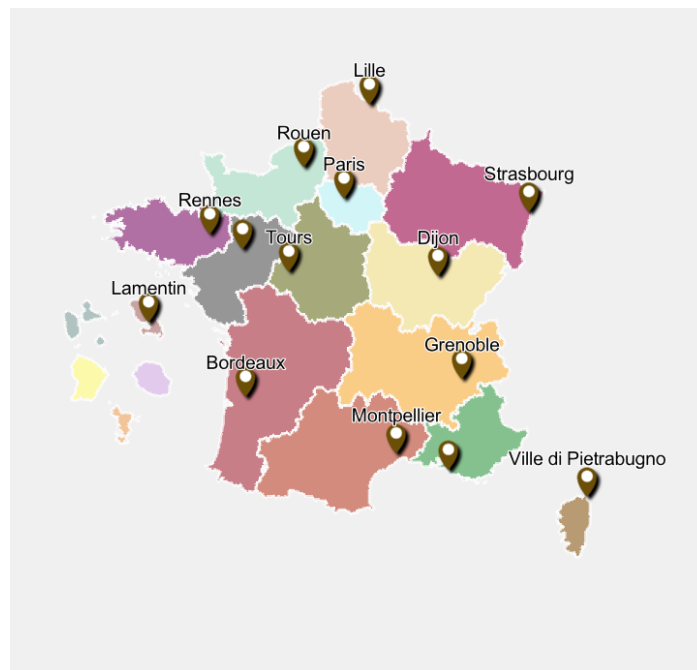 Lille
Rouen
Paris
Strasbourg
Rennes
Tours
Dijon
Lamentin
Grenoble
Bordeaux
Montpellier
Ville di Pietrabugno